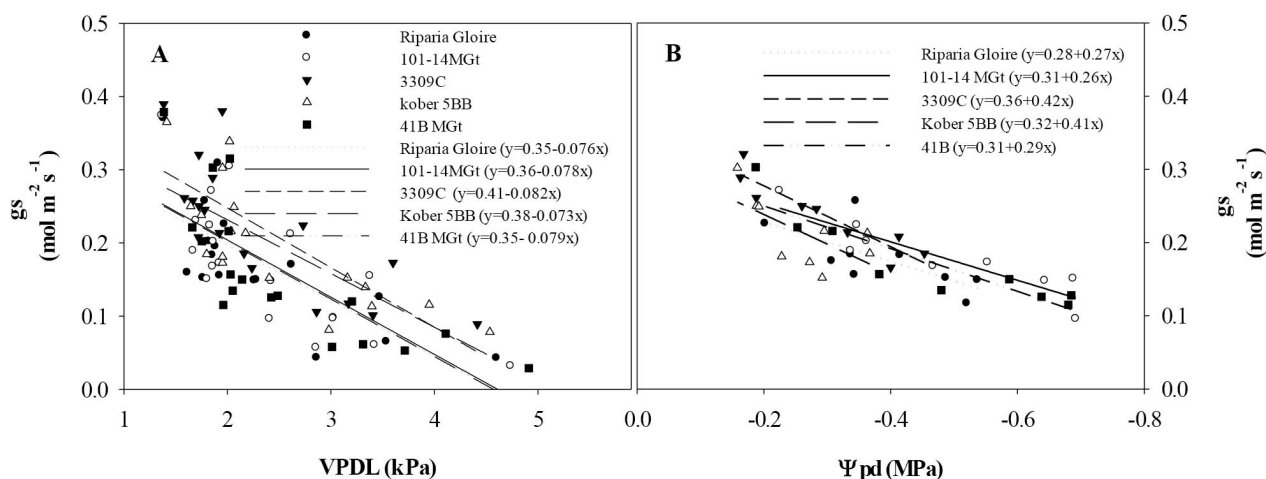 A
Riparia Gloire
101-14MGt
3309C
kober 5BB
41B MGt
Riparia Gloire (y=0.35-0.076x)
101-14MGt (y=0.36-0.078x)
3309C (y=0.41-0.082x)
Kober 5BB (y=0.38-0.073x)
41B MGt (y=0.35- 0.079x)
0.5
0.4
0.3
0.2
0.1
0.0
gs
(mol m⁻² s⁻¹)
1 2 3 4 5
VPDL (kPa)
B
Riparia Gloire (y=0.28+0.27x)
101-14 MGt (y=0.31+0.26x)
3309C (y=0.36+0.42x)
Kober 5BB (y=0.32+0.41x)
41B (y=0.31+0.29x)
0.0 -0.2 -0.4 -0.6 -0.8
Ψpd (MPa)
0.5
0.4
0.3
0.2
0.1
0.0
gs
(mol m⁻² s⁻¹)